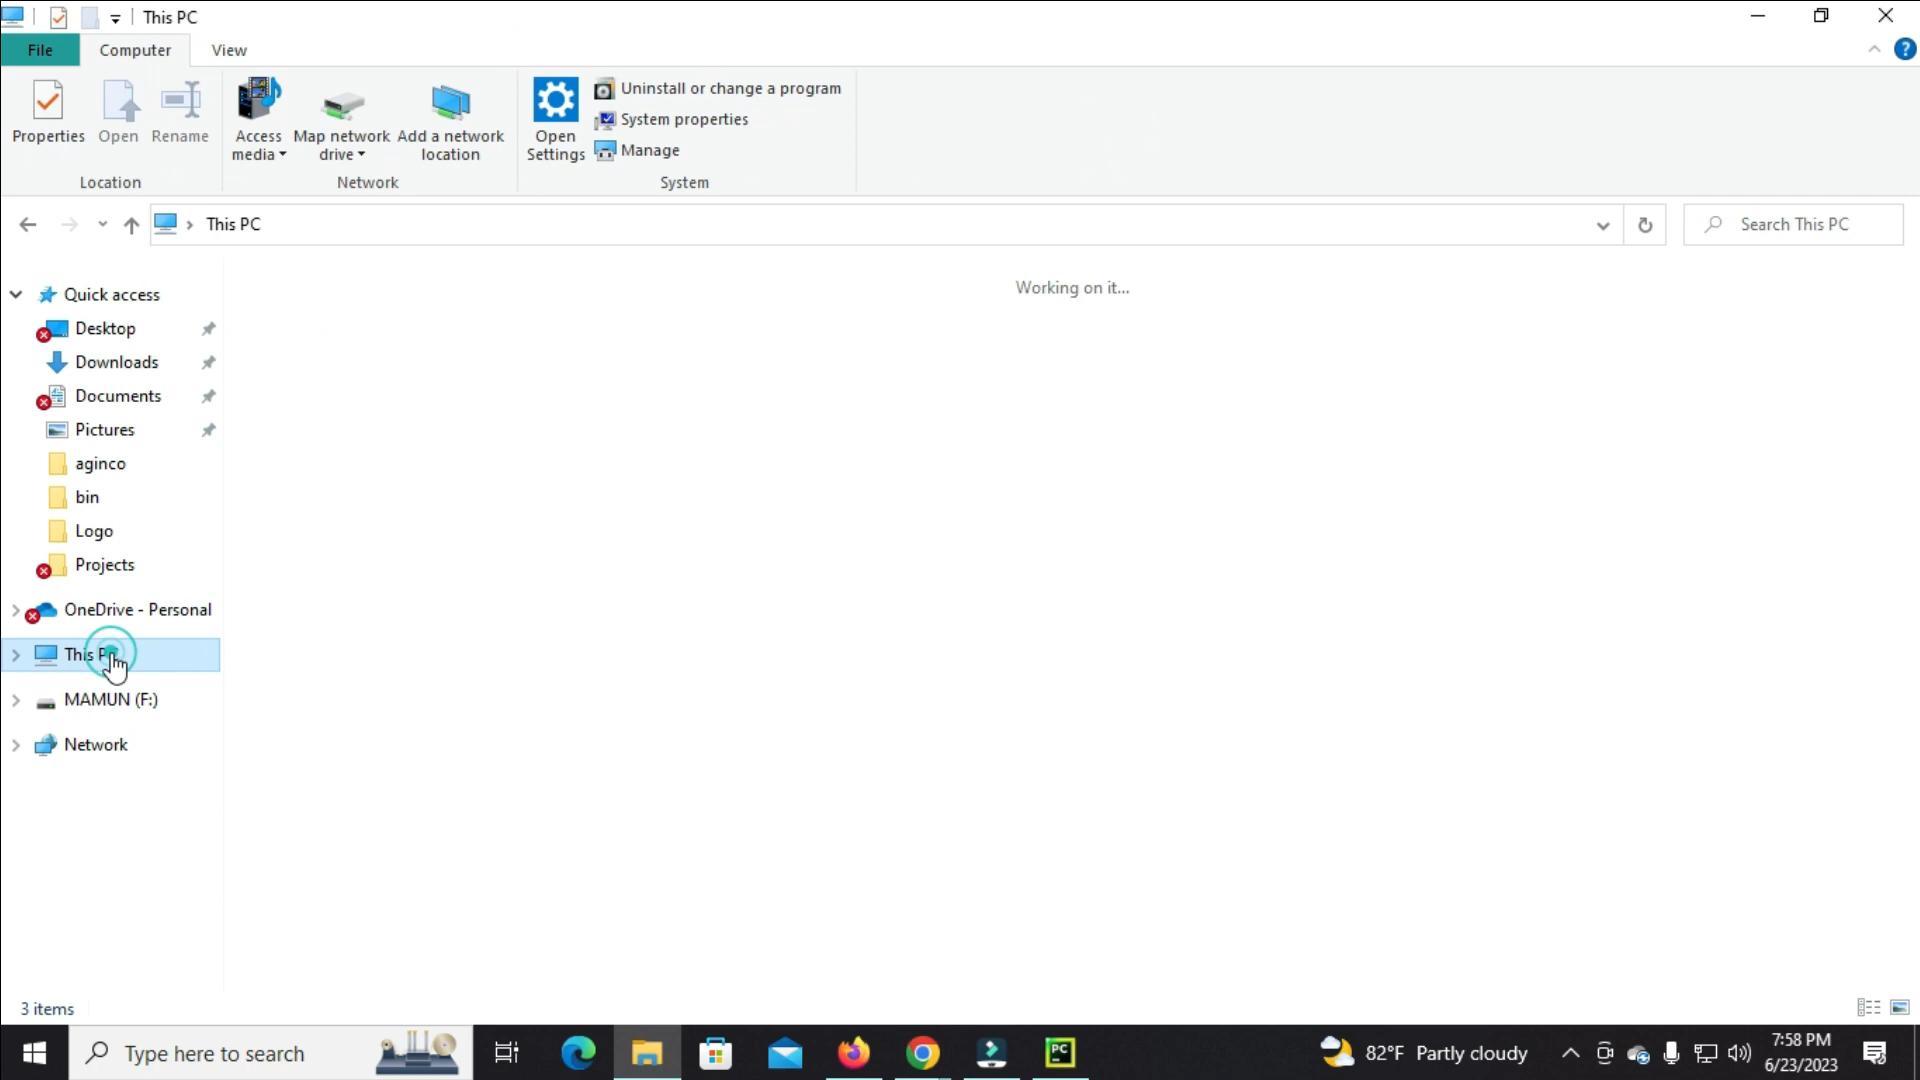 This PC
File
Computer
View
Properties
Open
Rename
Access
media
Map network
drive
Add a network
location
Open
Settings
Uninstall or change a program
System properties
Manage
Location
Network
System
This PC
Search This PC
Quick access
Working on it...
Desktop
Downloads
Documents
Pictures
aginco
bin
Logo
Projects
OneDrive - Personal
This P
MAMUN (F:)
Network
3 items
Type here to search
PC
82°F Partly cloudy
7:58 PM
6/23/2023